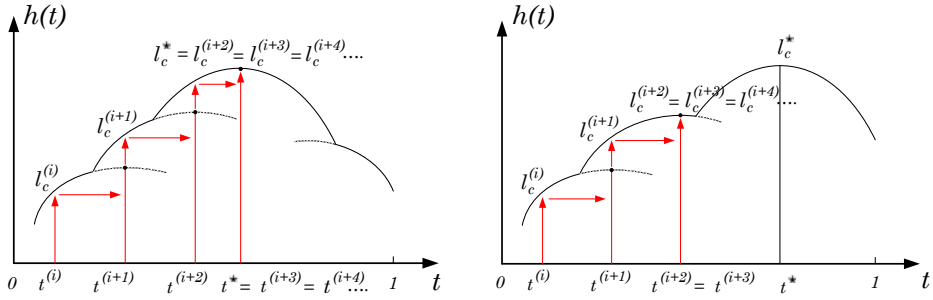 h(t)
l_c^* = l_c^(i+2) = l_c^(i+3) = l_c^(i+4) ....
l_c^(i+1)
l_c^(i)
0 t^(i) t^(i+1) t^(i+2) t^* = t^(i+3) = t^(i+4) .... 1 t
h(t)
l_c^*
l_c^(i+2) = l_c^(i+3) = l_c^(i+4) ....
l_c^(i+1)
l_c^(i)
0 t^(i) t^(i+1) t^(i+2) = t^(i+3) t^* 1 t